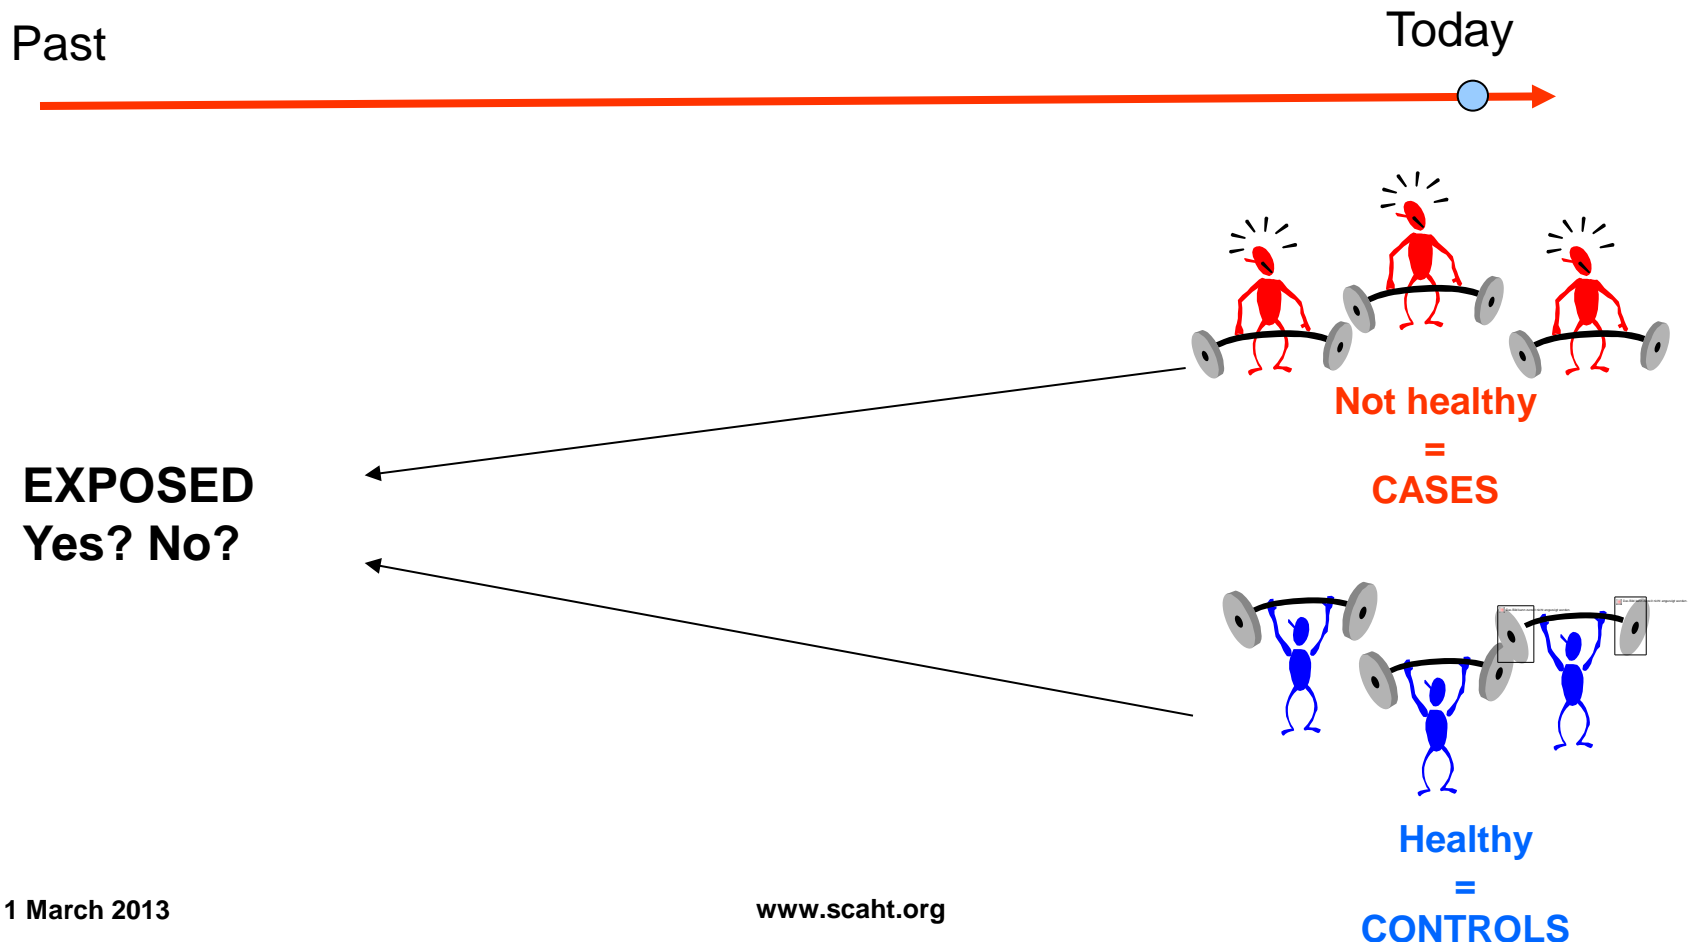 Past
Today
Not healthy
=
CASES
EXPOSED
Yes? No?
Healthy
=
CONTROLS
1 March 2013
www.scaht.org